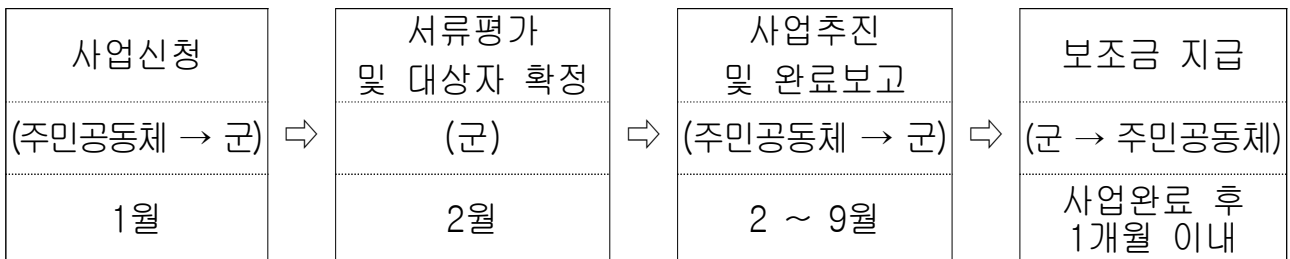 사업신청
(주민공동체 → 군)
1월
⇨
서류평가
및 대상자 확정
(군)
2월
⇨
사업추진
및 완료보고
(주민공동체 → 군)
2 ~ 9월
⇨
보조금 지급
(군 → 주민공동체)
사업완료 후
1개월 이내